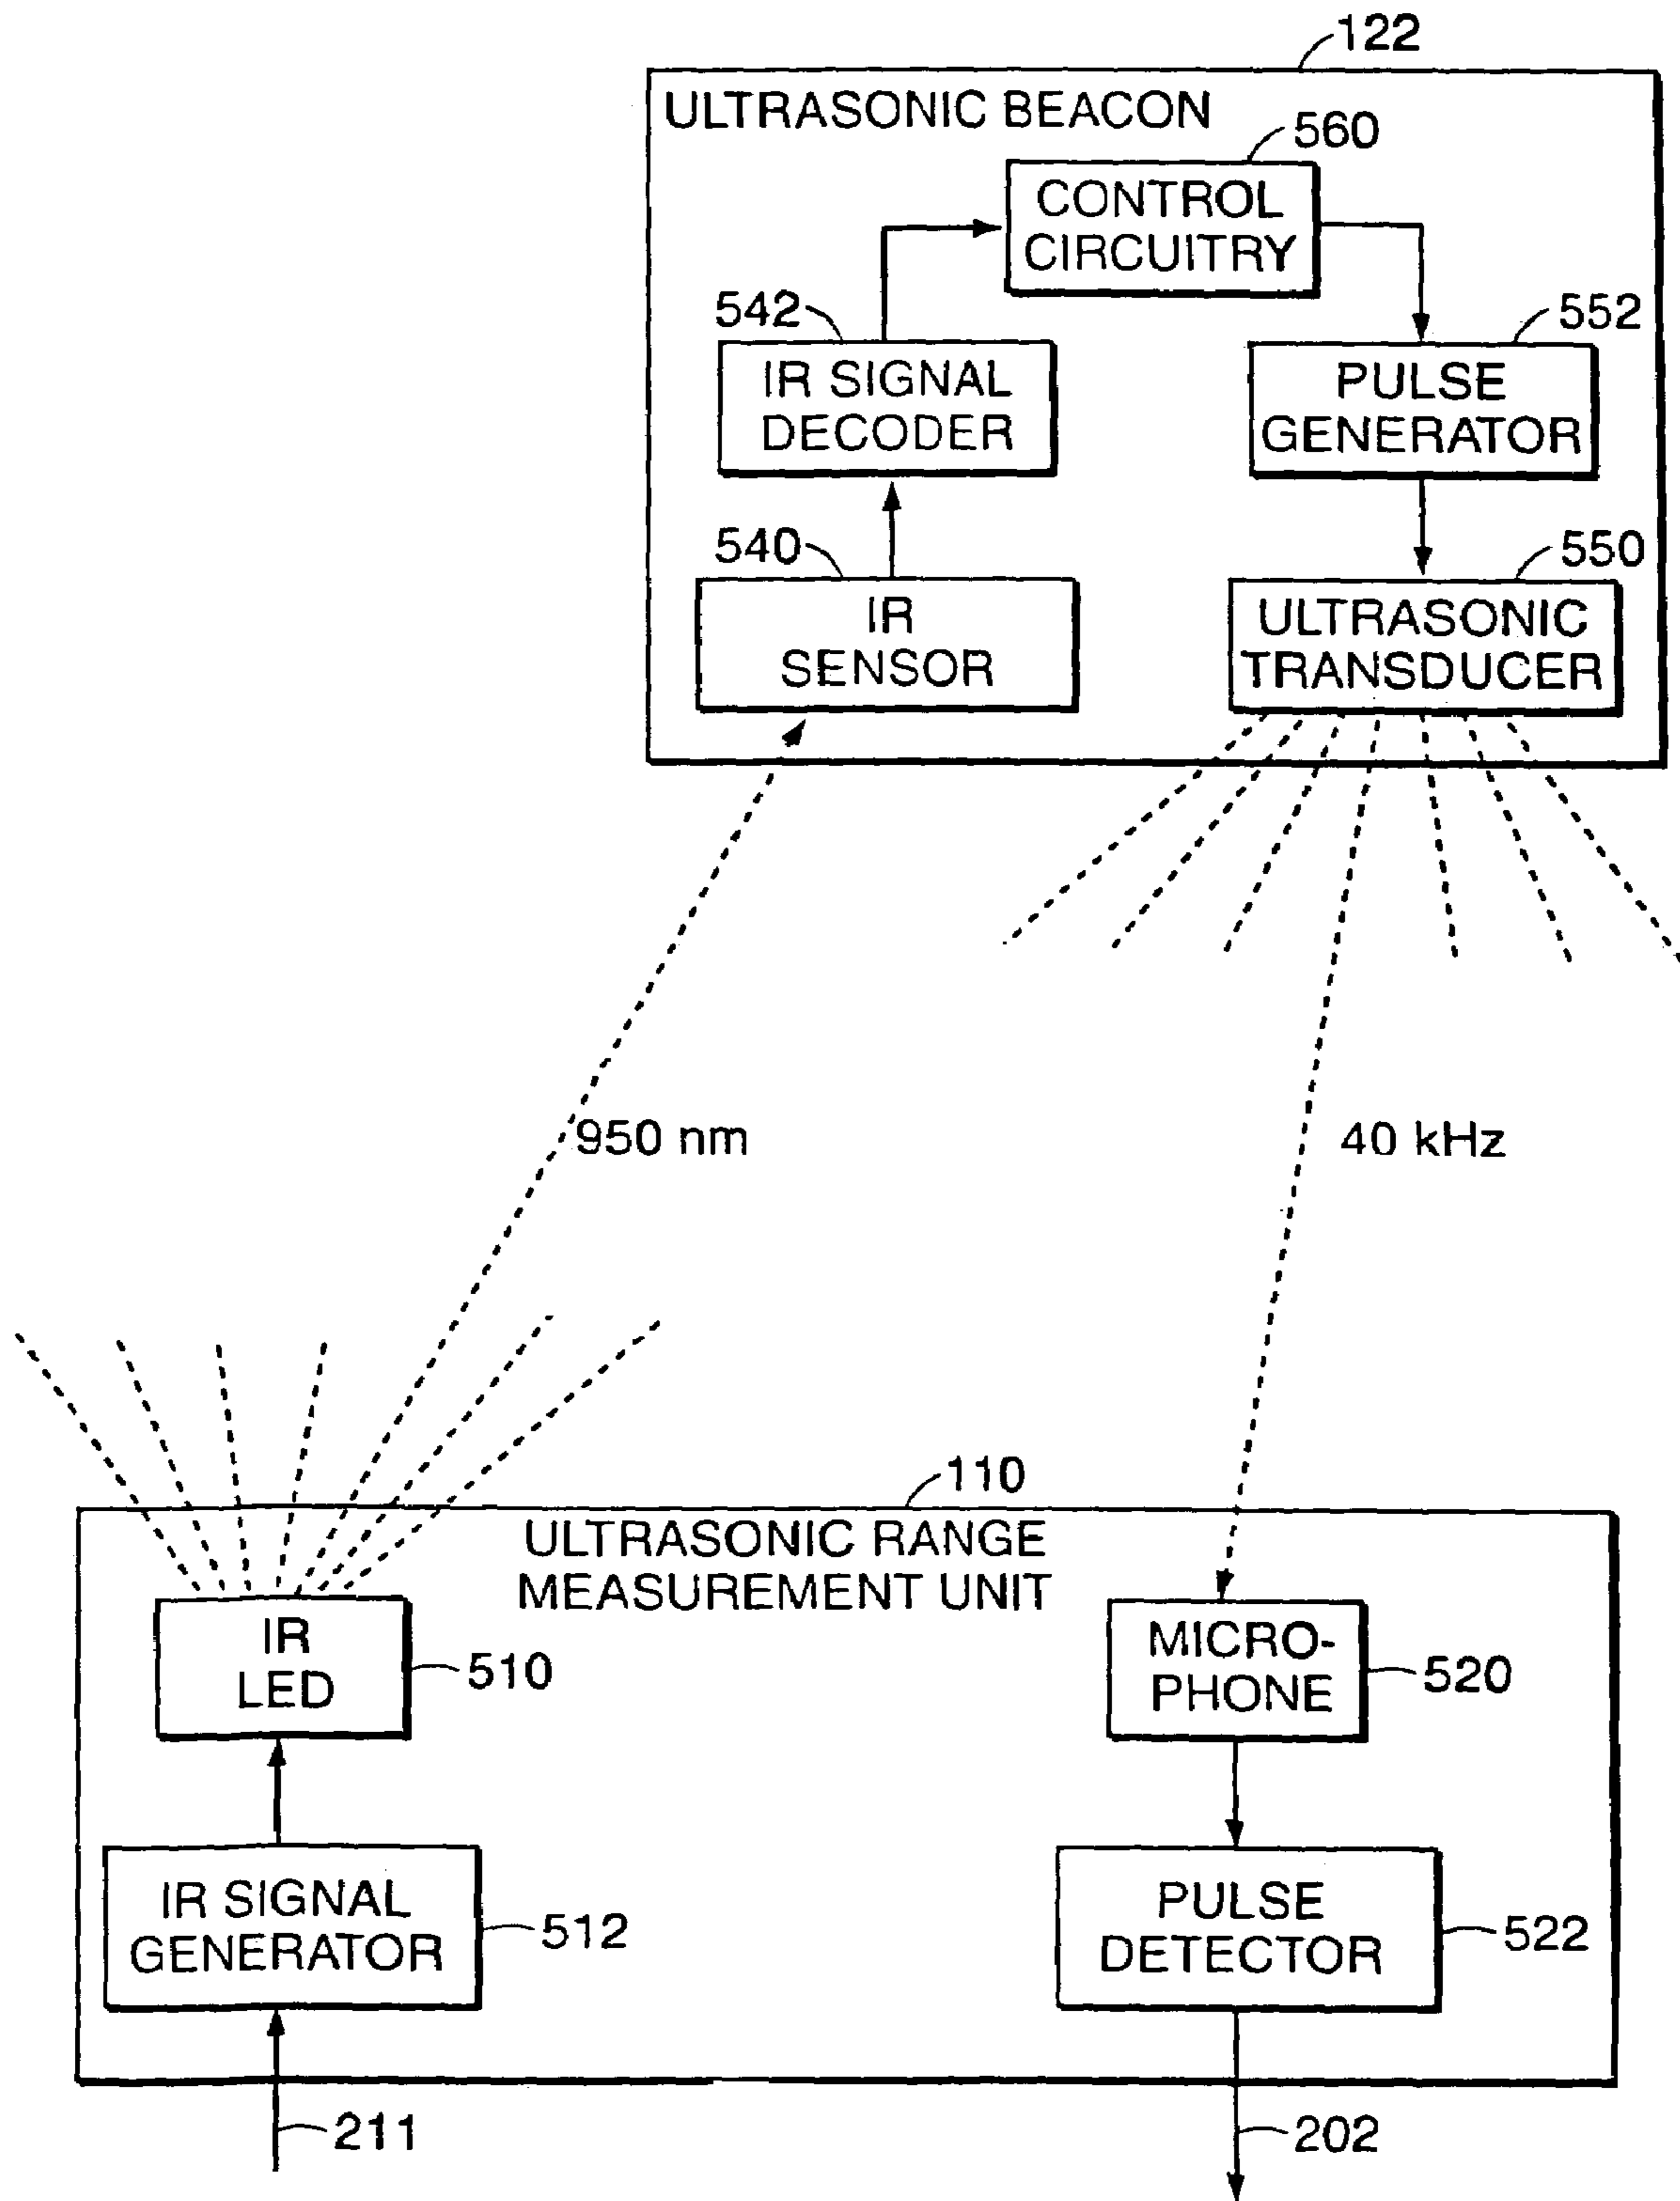 122
ULTRASONIC BEACON
560
CONTROL
CIRCUITRY
542
IR SIGNAL
DECODER
552
PULSE
GENERATOR
540
IR
SENSOR
550
ULTRASONIC
TRANSDUCER
950 nm
40 kHz
110
ULTRASONIC RANGE
MEASUREMENT UNIT
IR
LED
510
MICRO-
PHONE
520
IR SIGNAL
GENERATOR
512
PULSE
DETECTOR
522
211
202